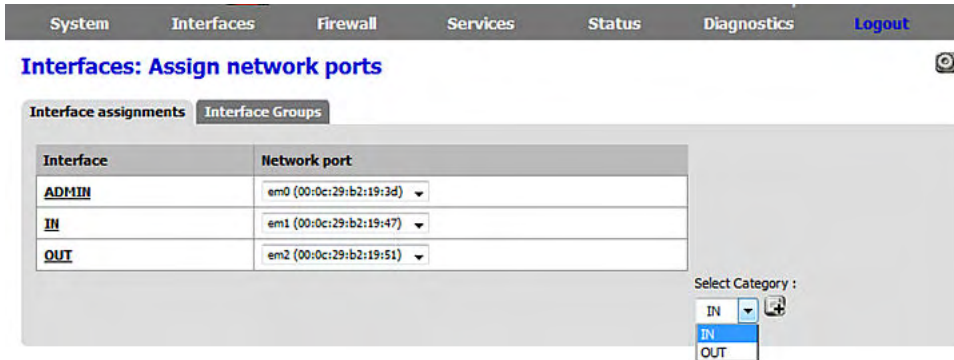 System Interfaces Firewall Services Status Diagnostics Logout
Interfaces: Assign network ports
Interface assignments Interface Groups
Interface Network port
ADMIN em0 (00:0c:29:b2:19:3d)
IN em1 (00:0c:29:b2:19:47)
OUT em2 (00:0c:29:b2:19:51)
Select Category :
IN
IN
OUT